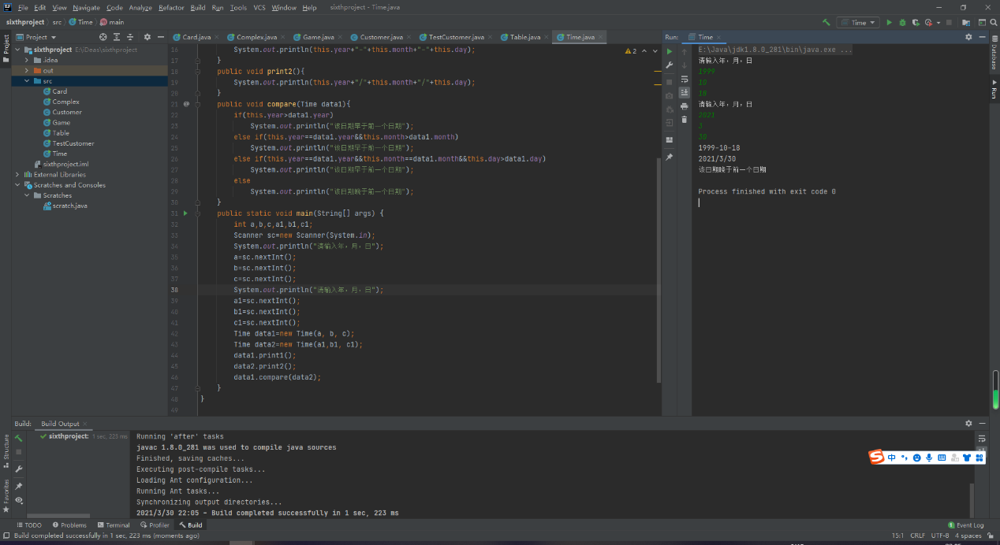 File Edit View Navigate Code Analyze Refactor Build Run Tools VCS Window Help sixthproject - Time.java
sixthproject src Time main
Time
Project
Card.java Complex.java Game.java Customer.java TestCustomer.java Table.java Time.java
Run: Time
sixthproject E:\Deas\sixthproject
.idea
out
src
Card
Complex
Customer
Game
Table
TestCustomer
Time
sixthproject.iml
External Libraries
Scratches and Consoles
Scratches
scratch.java
2
16 System.out.println(this.year+"-"+this.month+"-"+this.day);
17 }
18 public void print2(){
19 System.out.println(this.year+"/"+this.month+"/"+this.day);
20 }
21 @ public void compare(Time data1){
22 if(this.year>data1.year)
23 System.out.println("该日期早于前一个日期");
24 else if(this.year==data1.year&&this.month>data1.month)
25 System.out.println("该日期早于前一个日期");
26 else if(this.year==data1.year&&this.month==data1.month&&this.day>data1.day)
27 System.out.println("该日期早于前一个日期");
28 else
29 System.out.println("该日期晚于前一个日期");
30 }
31 public static void main(String[] args) {
32 int a,b,c,a1,b1,c1;
33 Scanner sc=new Scanner(System.in);
34 System.out.println("请输入年，月，日");
35 a=sc.nextInt();
36 b=sc.nextInt();
37 c=sc.nextInt();
38 System.out.println("请输入年，月，日");
39 a1=sc.nextInt();
40 b1=sc.nextInt();
41 c1=sc.nextInt();
42 Time data1=new Time(a, b, c);
43 Time data2=new Time(a1,b1, c1);
44 data1.print1();
45 data2.print2();
46 data1.compare(data2);
47 }
48 }
49
E:\Java\jdk1.8.0_281\bin\java.exe ...
请输入年，月，日
1999
10
18
请输入年，月，日
2021
3
30
1999-10-18
2021/3/30
该日期晚于前一个日期
Process finished with exit code 0
Project
Structure
Favorites
Database
Run
Build: Build Output
sixthproject: 1 sec, 223 ms
Running 'after' tasks
javac 1.8.0_281 was used to compile java sources
Finished, saving caches...
Executing post-compile tasks...
Loading Ant configuration...
Running Ant tasks...
Synchronizing output directories...
2021/3/30 22:05 - Build completed successfully in 1 sec, 223 ms
中
TODO Problems Terminal Profiler Build 1 Event Log
Build completed successfully in 1 sec, 223 ms (moments ago) 15:1 CRLF UTF-8 4 spaces